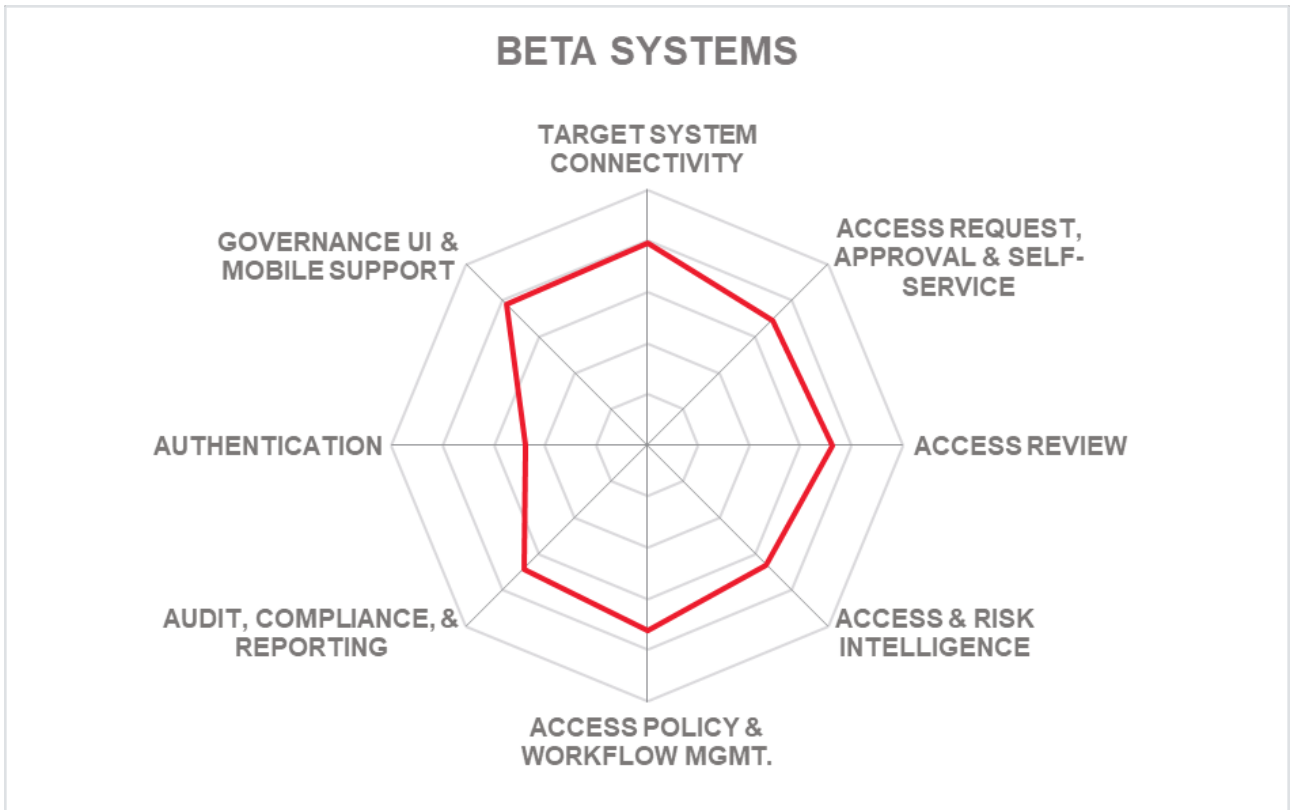 BETA SYSTEMS
TARGET SYSTEM
CONNECTIVITY
ACCESS REQUEST,
APPROVAL & SELF-
SERVICE
ACCESS REVIEW
ACCESS & RISK
INTELLIGENCE
ACCESS POLICY &
WORKFLOW MGMT.
AUDIT, COMPLIANCE, &
REPORTING
AUTHENTICATION
GOVERNANCE UI &
MOBILE SUPPORT